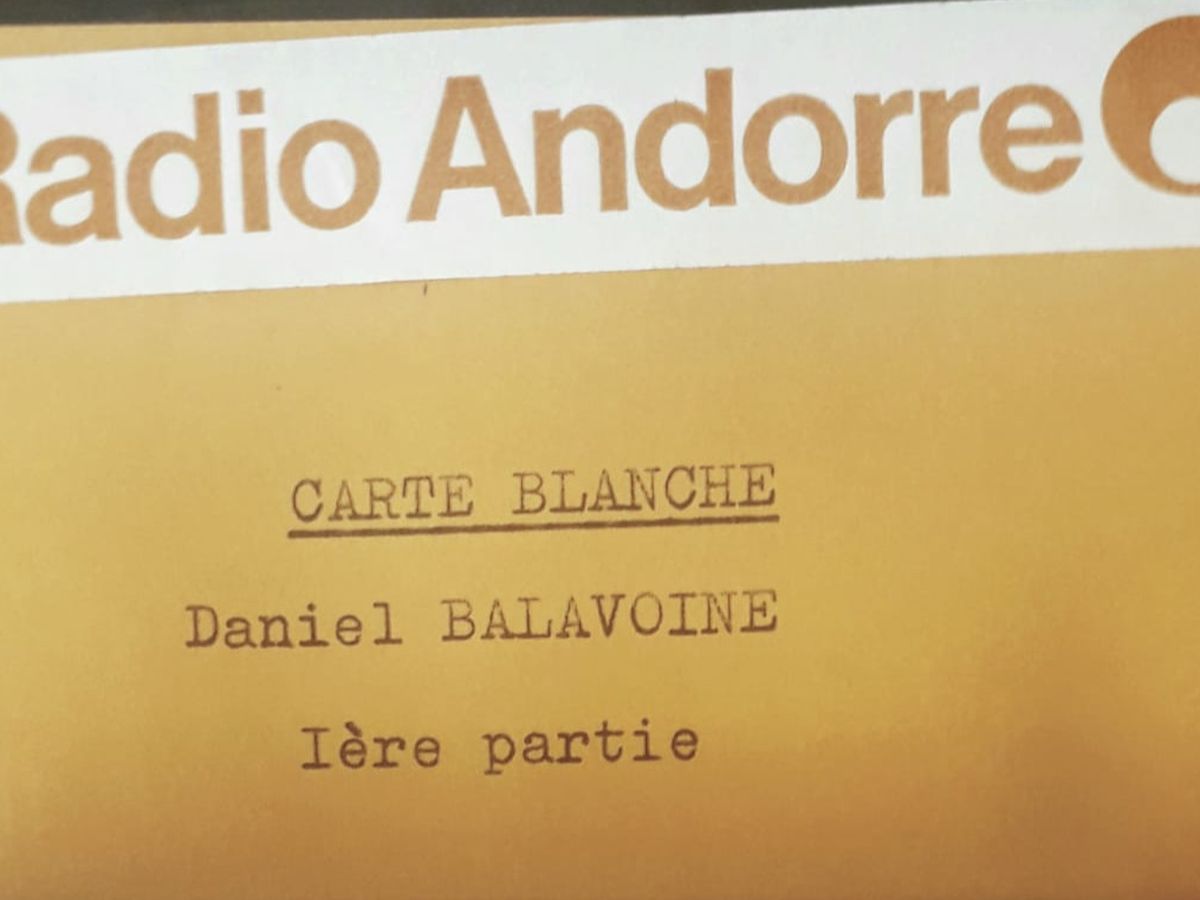 Radio Andorre
CARTE BLANCHE
Daniel BALAVOINE
Ière partie